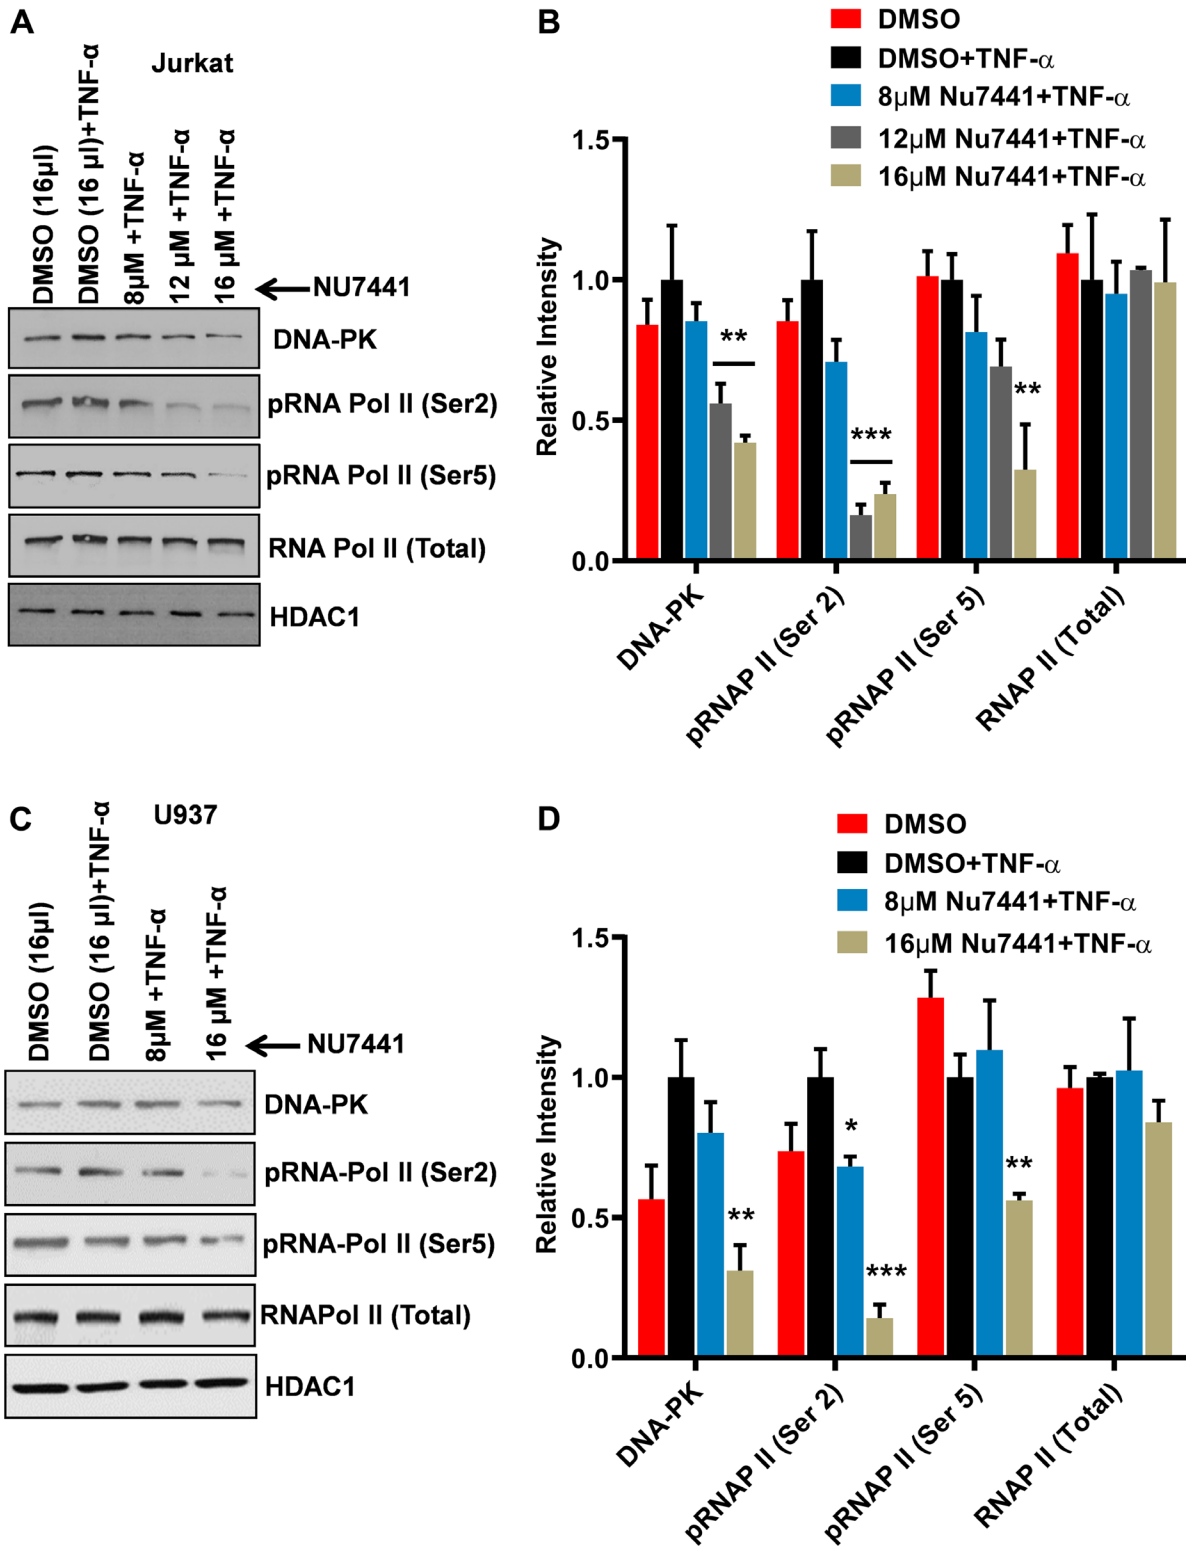 A
Jurkat
DMSO (16µl)
DMSO (16 µl)+TNF-α
8µM +TNF-α
12 µM +TNF-α
16 µM +TNF-α
NU7441
DNA-PK
pRNA Pol II (Ser2)
pRNA Pol II (Ser5)
RNA Pol II (Total)
HDAC1
B
DMSO
DMSO+TNF-α
8µM Nu7441+TNF-α
12µM Nu7441+TNF-α
16µM Nu7441+TNF-α
Relative Intensity
1.5
1.0
0.5
0.0
**
***
**
DNA-PK
pRNAP II (Ser 2)
pRNAP II (Ser 5)
RNAP II (Total)
C
U937
DMSO (16µl)
DMSO (16 µl)+TNF-α
8µM +TNF-α
16 µM +TNF-α
NU7441
DNA-PK
pRNA-Pol II (Ser2)
pRNA-Pol II (Ser5)
RNAPol II (Total)
HDAC1
D
DMSO
DMSO+TNF-α
8µM Nu7441+TNF-α
16µM Nu7441+TNF-α
Relative Intensity
1.5
1.0
0.5
0.0
**
*
***
**
DNA-PK
pRNAP II (Ser 2)
pRNAP II (Ser 5)
RNAP II (Total)